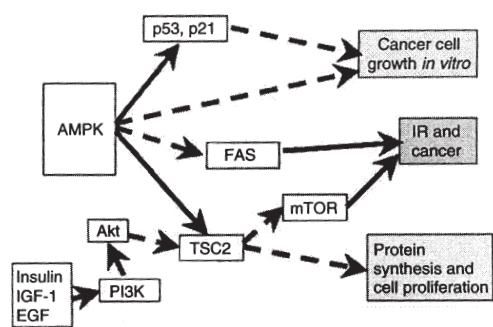 p53, p21
Cancer cell
growth in vitro
AMPK
FAS
IR and
cancer
mTOR
Akt
TSC2
Insulin
IGF-1
EGF
PI3K
Protein
synthesis and
cell proliferation